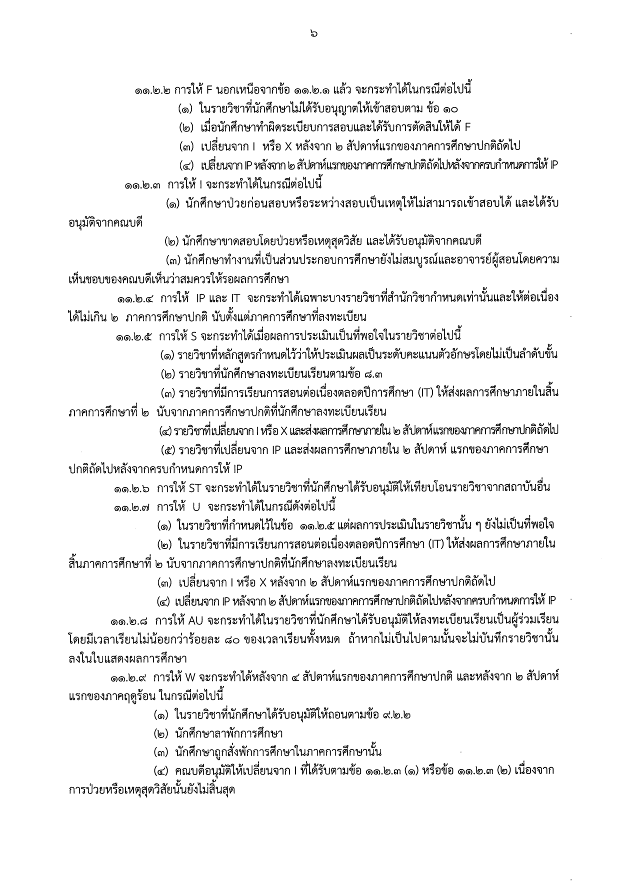 ๖
๑๑.๒.๒ การให้ F นอกเหนือจากข้อ ๑๑.๒.๑ แล้ว จะกระทำได้ในกรณีต่อไปนี้
(๑) ในรายวิชาที่นักศึกษาไม่ได้รับอนุญาตให้เข้าสอบตาม ข้อ ๑๐
(๒) เมื่อนักศึกษาทำผิดระเบียบการสอบและได้รับการตัดสินให้ได้ F
(๓) เปลี่ยนจาก I หรือ X หลังจาก ๒ สัปดาห์แรกของภาคการศึกษาปกติถัดไป
(๔) เปลี่ยนจาก IP หลังจาก ๒ สัปดาห์แรกของภาคการศึกษาปกติถัดไปหลังจากครบกำหนดการให้ IP
๑๑.๒.๓ การให้ I จะกระทำได้ในกรณีต่อไปนี้
(๑) นักศึกษาป่วยก่อนสอบหรือระหว่างสอบเป็นเหตุให้ไม่สามารถเข้าสอบได้ และได้รับ
อนุมัติจากคณบดี
(๒) นักศึกษาขาดสอบโดยป่วยหรือเหตุสุดวิสัย และได้รับอนุมัติจากคณบดี
(๓) นักศึกษาทำงานที่เป็นส่วนประกอบการศึกษายังไม่สมบูรณ์และอาจารย์ผู้สอนโดยความ
เห็นชอบของคณบดีเห็นว่าสมควรให้รอผลการศึกษา
๑๑.๒.๔ การให้ IP และ IT จะกระทำได้เฉพาะบางรายวิชาที่สำนักวิชากำหนดเท่านั้นและให้ต่อเนื่อง
ได้ไม่เกิน ๒ ภาคการศึกษาปกติ นับตั้งแต่ภาคการศึกษาที่ลงทะเบียน
๑๑.๒.๕ การให้ S จะกระทำได้เมื่อผลการประเมินเป็นที่พอใจในรายวิชาต่อไปนี้
(๑) รายวิชาที่หลักสูตรกำหนดไว้ว่าให้ประเมินผลเป็นระดับคะแนนตัวอักษรโดยไม่เป็นลำดับขั้น
(๒) รายวิชาที่นักศึกษาลงทะเบียนเรียนตามข้อ ๘.๓
(๓) รายวิชาที่มีการเรียนการสอนต่อเนื่องตลอดปีการศึกษา (IT) ให้ส่งผลการศึกษาภายในสิ้น
ภาคการศึกษาที่ ๒ นับจากภาคการศึกษาปกติที่นักศึกษาลงทะเบียนเรียน
(๔) รายวิชาที่เปลี่ยนจาก I หรือ X และส่งผลการศึกษาภายใน ๒ สัปดาห์แรกของภาคการศึกษาปกติถัดไป
(๕) รายวิชาที่เปลี่ยนจาก IP และส่งผลการศึกษาภายใน ๒ สัปดาห์ แรกของภาคการศึกษา
ปกติถัดไปหลังจากครบกำหนดการให้ IP
๑๑.๒.๖ การให้ ST จะกระทำได้ในรายวิชาที่นักศึกษาได้รับอนุมัติให้เทียบโอนรายวิชาจากสถาบันอื่น
๑๑.๒.๗ การให้ U จะกระทำได้ในกรณีดังต่อไปนี้
(๑) ในรายวิชาที่กำหนดไว้ในข้อ ๑๑.๒.๕ แต่ผลการประเมินในรายวิชานั้น ๆ ยังไม่เป็นที่พอใจ
(๒) ในรายวิชาที่มีการเรียนการสอนต่อเนื่องตลอดปีการศึกษา (IT) ให้ส่งผลการศึกษาภายใน
สิ้นภาคการศึกษาที่ ๒ นับจากภาคการศึกษาปกติที่นักศึกษาลงทะเบียนเรียน
(๓) เปลี่ยนจาก I หรือ X หลังจาก ๒ สัปดาห์แรกของภาคการศึกษาปกติถัดไป
(๔) เปลี่ยนจาก IP หลังจาก ๒ สัปดาห์แรกของภาคการศึกษาปกติถัดไปหลังจากครบกำหนดการให้ IP
๑๑.๒.๘ การให้ AU จะกระทำได้ในรายวิชาที่นักศึกษาได้รับอนุมัติให้ลงทะเบียนเรียนเป็นผู้ร่วมเรียน
โดยมีเวลาเรียนไม่น้อยกว่าร้อยละ ๘๐ ของเวลาเรียนทั้งหมด ถ้าหากไม่เป็นไปตามนั้นจะไม่บันทึกรายวิชานั้น
ลงในใบแสดงผลการศึกษา
๑๑.๒.๙ การให้ W จะกระทำได้หลังจาก ๔ สัปดาห์แรกของภาคการศึกษาปกติ และหลังจาก ๒ สัปดาห์
แรกของภาคฤดูร้อน ในกรณีต่อไปนี้
(๑) ในรายวิชาที่นักศึกษาได้รับอนุมัติให้ถอนตามข้อ ๙.๒.๒
(๒) นักศึกษาลาพักการศึกษา
(๓) นักศึกษาถูกสั่งพักการศึกษาในภาคการศึกษานั้น
(๔) คณบดีอนุมัติให้เปลี่ยนจาก I ที่ได้รับตามข้อ ๑๑.๒.๓ (๑) หรือข้อ ๑๑.๒.๓ (๒) เนื่องจาก
การป่วยหรือเหตุสุดวิสัยนั้นยังไม่สิ้นสุด